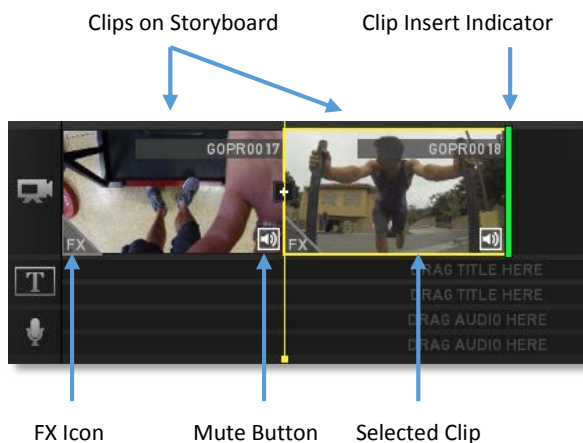 Clips on Storyboard
Clip Insert Indicator
GOPR0017
GOPR0018
FX
FX
T
DRAG TITLE HERE
DRAG TITLE HERE
DRAG AUDIO HERE
DRAG AUDIO HERE
FX Icon
Mute Button
Selected Clip